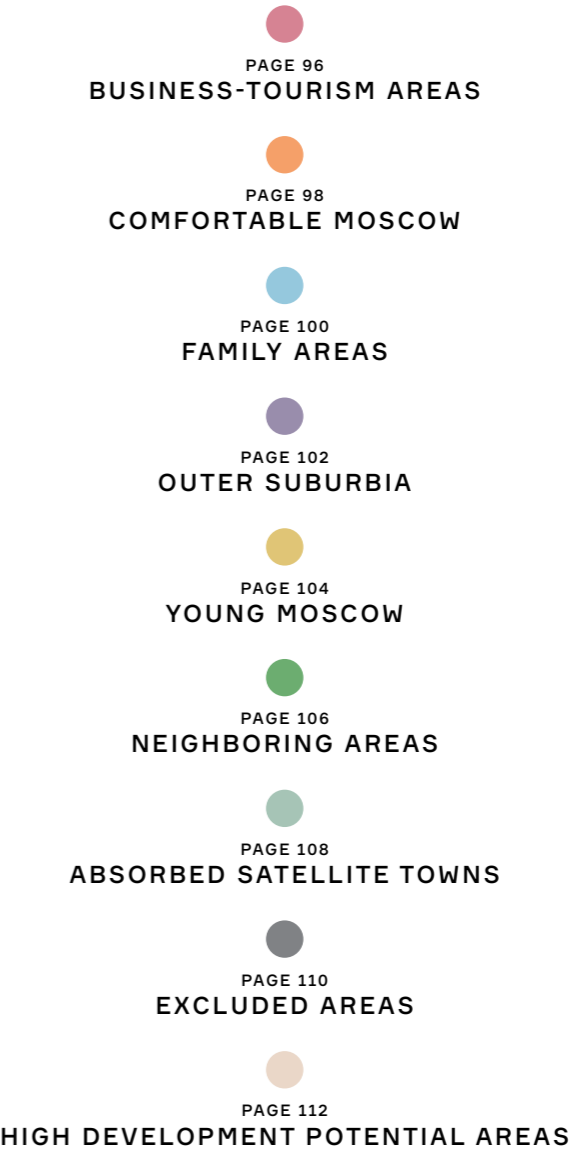 PAGE 96
BUSINESS-TOURISM AREAS
PAGE 98
COMFORTABLE MOSCOW
PAGE 100
FAMILY AREAS
PAGE 102
OUTER SUBURBIA
PAGE 104
YOUNG MOSCOW
PAGE 106
NEIGHBORING AREAS
PAGE 108
ABSORBED SATELLITE TOWNS
PAGE 110
EXCLUDED AREAS
PAGE 112
HIGH DEVELOPMENT POTENTIAL AREAS